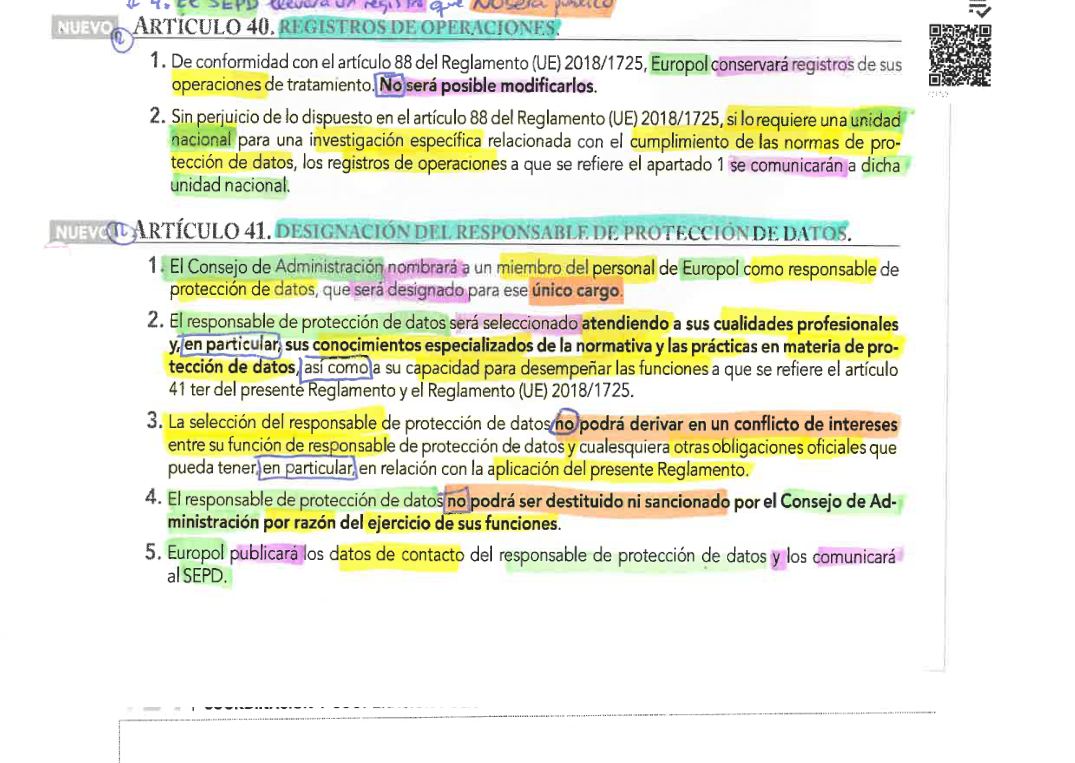 4. EL SEPD llevará un registro que NO será público
NUEVO ARTÍCULO 40. REGISTROS DE OPERACIONES.
1. De conformidad con el artículo 88 del Reglamento (UE) 2018/1725, Europol conservará registros de sus
operaciones de tratamiento. No será posible modificarlos.
2. Sin perjuicio de lo dispuesto en el artículo 88 del Reglamento (UE) 2018/1725, si lo requiere una unidad
nacional para una investigación específica relacionada con el cumplimiento de las normas de pro-
tección de datos, los registros de operaciones a que se refiere el apartado 1 se comunicarán a dicha
unidad nacional.
NUEVO ARTÍCULO 41. DESIGNACIÓN DEL RESPONSABLE DE PROTECCIÓN DE DATOS.
1. El Consejo de Administración nombrará a un miembro del personal de Europol como responsable de
protección de datos, que será designado para ese único cargo.
2. El responsable de protección de datos será seleccionado atendiendo a sus cualidades profesionales
y, en particular, sus conocimientos especializados de la normativa y las prácticas en materia de pro-
tección de datos, así como a su capacidad para desempeñar las funciones a que se refiere el artículo
41 ter del presente Reglamento y el Reglamento (UE) 2018/1725.
3. La selección del responsable de protección de datos no podrá derivar en un conflicto de intereses
entre su función de responsable de protección de datos y cualesquiera otras obligaciones oficiales que
pueda tener, en particular, en relación con la aplicación del presente Reglamento.
4. El responsable de protección de datos no podrá ser destituido ni sancionado por el Consejo de Ad-
ministración por razón del ejercicio de sus funciones.
5. Europol publicará los datos de contacto del responsable de protección de datos y los comunicará
al SEPD.